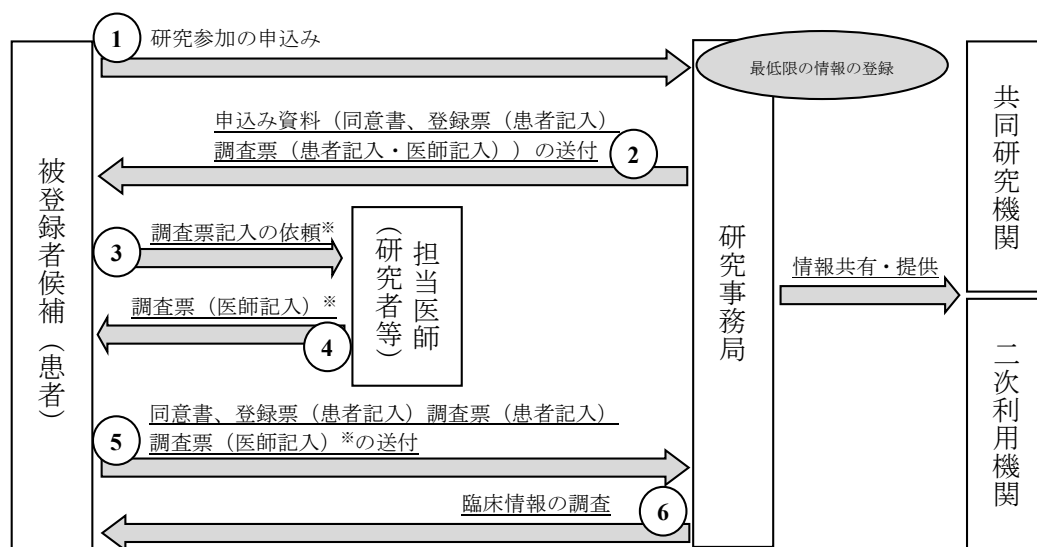 ① 研究参加の申込み
最低限の情報の登録
申込み資料（同意書、登録票（患者記入）
調査票（患者記入・医師記入））の送付 ②
被登録者候補（患者）
③ 調査票記入の依頼※
担当医師
（研究者等）
調査票（医師記入）※
④
研究事務局
情報共有・提供
共同研究機関
二次利用機関
同意書、登録票（患者記入）調査票（患者記入）
⑤ 調査票（医師記入）※の送付
臨床情報の調査 ⑥